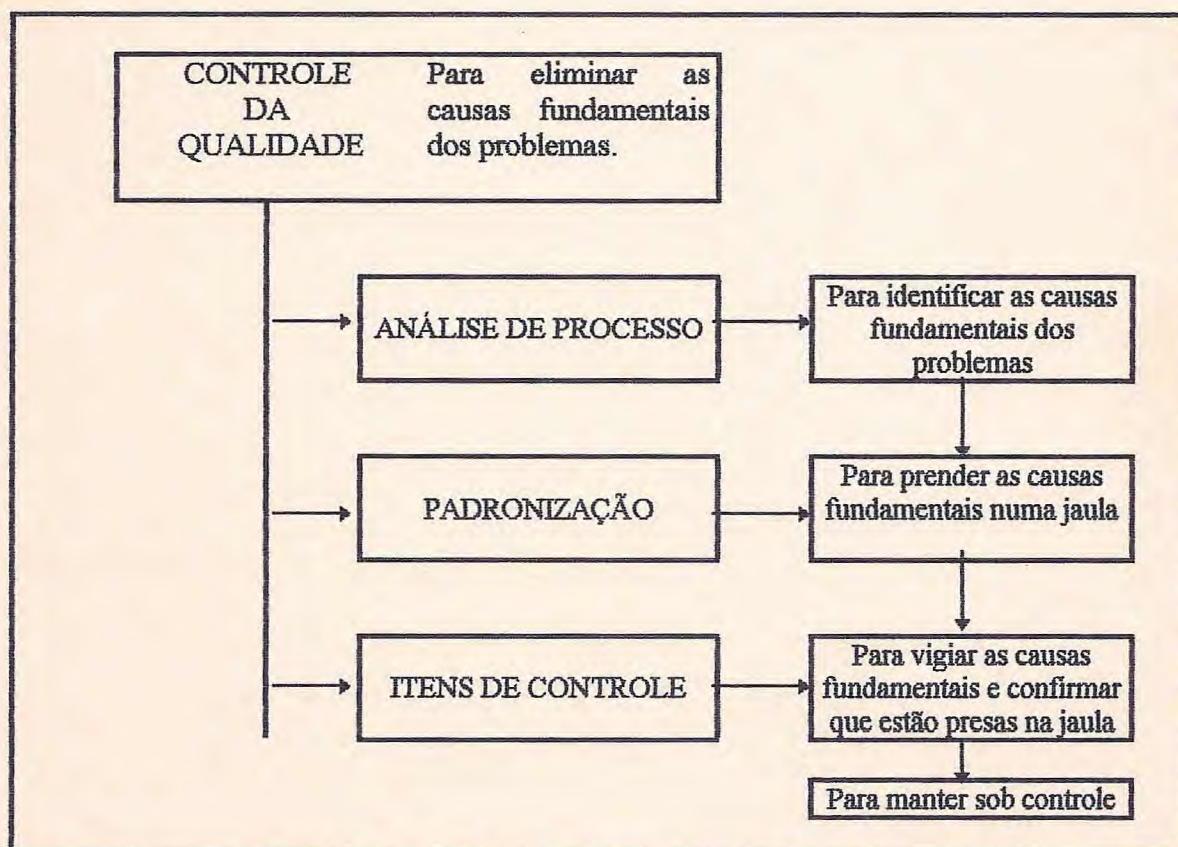 CONTROLE
DA
QUALIDADE
Para eliminar as
causas fundamentais
dos problemas.
ANÁLISE DE PROCESSO
Para identificar as causas
fundamentais dos
problemas
PADRONIZAÇÃO
Para prender as causas
fundamentais numa jaula
ITENS DE CONTROLE
Para vigiar as causas
fundamentais e confirmar
que estão presas na jaula
Para manter sob controle